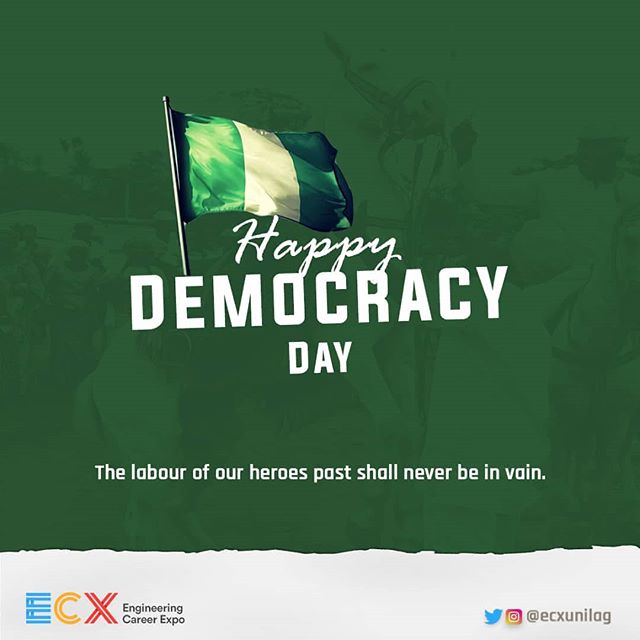 Happy
DEMOCRACY
DAY
The labour of our heroes past shall never be in vain.
ECX
Engineering
Career Expo
@ecxunilag